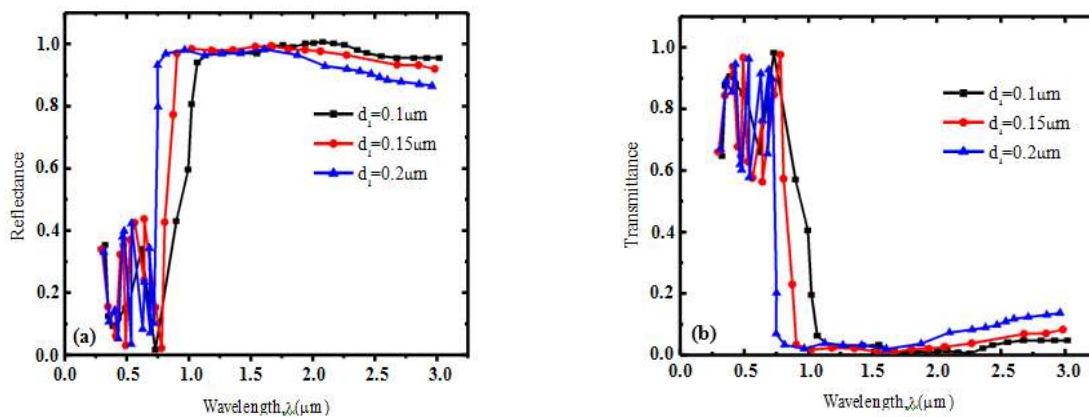 (a)
1.0
0.8
0.6
0.4
0.2
0.0
Reflectance
d₁=0.1um
d₁=0.15um
d₁=0.2um
0.0 0.5 1.0 1.5 2.0 2.5 3.0
Wavelength,λ(μm)
(b)
1.0
0.8
0.6
0.4
0.2
0.0
Transmittance
d₁=0.1um
d₁=0.15um
d₁=0.2um
0.0 0.5 1.0 1.5 2.0 2.5 3.0
Wavelength,λ(μm)